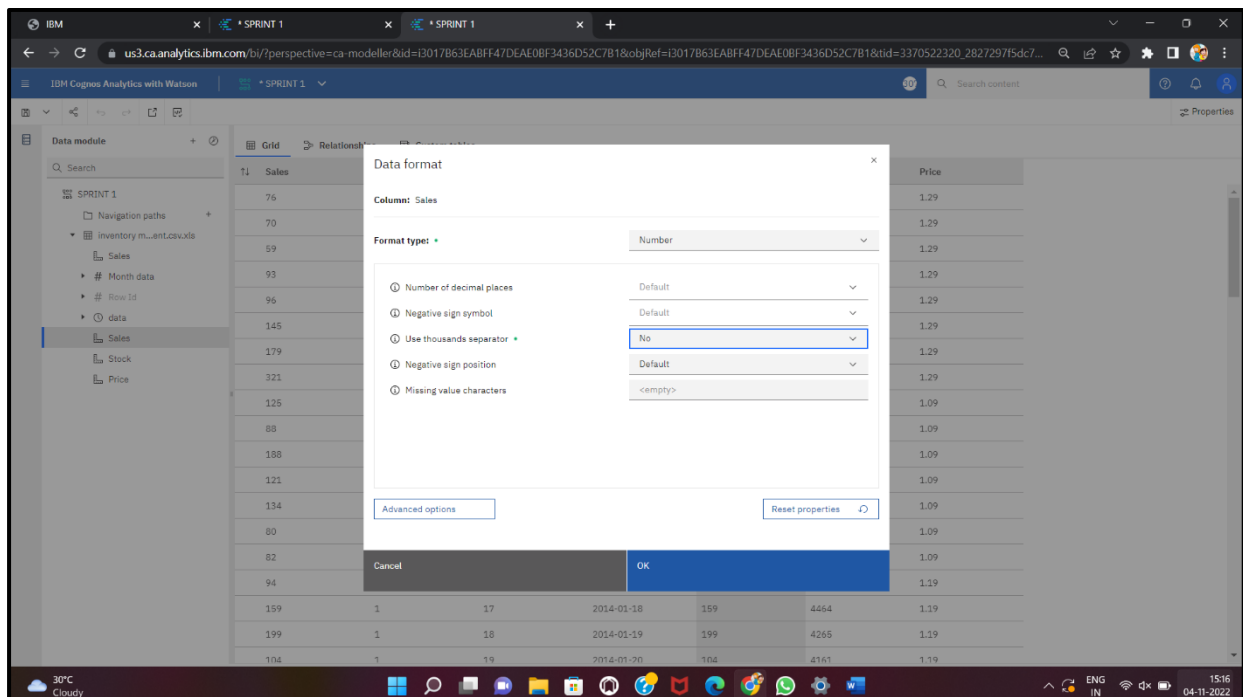 IBM
* SPRINT 1
* SPRINT 1
us3.ca.analytics.ibm.com/bi/?perspective=ca-modeller&id=i3017B63EABFF47DEAE0BF3436D52C7B1&objRef=i3017B63EABFF47DEAE0BF3436D52C7B1&tid=3370522320_2827297f5dc7...
IBM Cognos Analytics with Watson
* SPRINT 1
Search content
Properties
Data module
Search
SPRINT 1
Navigation paths
inventory m...ent.csv.xls
Sales
# Month data
# Row Id
data
Sales
Stock
Price
Grid
Sales
Price
76 1.29
70 1.29
59 1.29
93 1.29
96 1.29
145 1.29
179 1.29
321 1.29
125 1.09
88 1.09
188 1.09
121 1.09
134 1.09
80 1.09
82 1.09
94 1.19
159 1 17 2014-01-18 159 4464 1.19
199 1 18 2014-01-19 199 4265 1.19
104 1 19 2014-01-20 104 4161 1.19
Data format
Column: Sales
Format type: Number
Number of decimal places Default
Negative sign symbol Default
Use thousands separator No
Negative sign position Default
Missing value characters <empty>
Advanced options
Reset properties
Cancel
OK
30°C
Cloudy
ENG
IN
15:16
04-11-2022